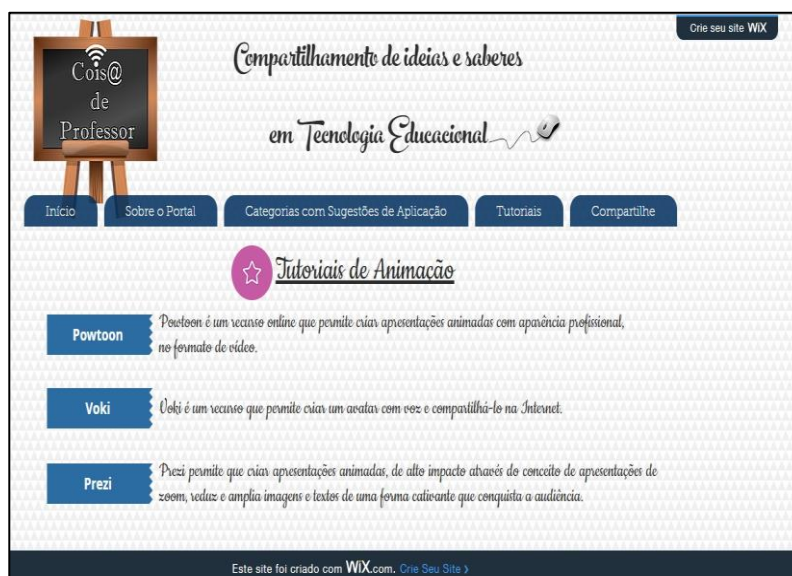 Crie seu site WiX
Cois@
de
Professor
Compartilhamento de ideias e saberes
em Tecnologia Educacional
Início
Sobre o Portal
Categorias com Sugestões de Aplicação
Tutoriais
Compartilhe
Tutoriais de Animação
Powtoon
Powtoon é um recurso online que permite criar apresentações animadas com aparência profissional,
no formato de vídeo.
Voki
Voki é um recurso que permite criar um avatar com voz e compartilhá-lo na Internet.
Prezi
Prezi permite que criar apresentações animadas, de alto impacto através do conceito de apresentações de
zoom, reduz e amplia imagens e textos de uma forma cativante que conquista a audiência.
Este site foi criado com WiX.com. Crie Seu Site >